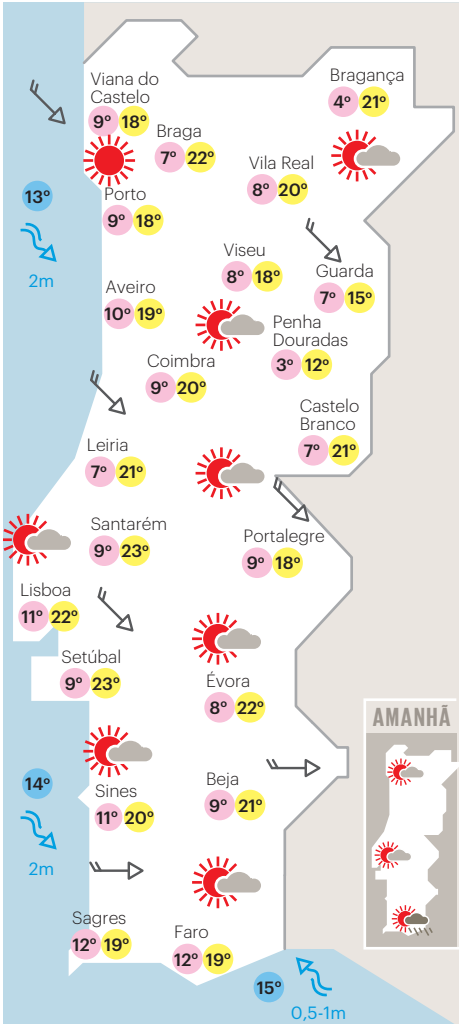 Viana do
Castelo
9º 18º
Braga
7º 22º
Bragança
4º 21º
Vila Real
8º 20º
13º
2m
Porto
9º 18º
Viseu
8º 18º
Guarda
7º 15º
Aveiro
10º 19º
Penha
Douradas
3º 12º
Coimbra
9º 20º
Castelo
Branco
7º 21º
Leiria
7º 21º
Santarém
9º 23º
Portalegre
9º 18º
Lisboa
11º 22º
Setúbal
9º 23º
Évora
8º 22º
AMANHÃ
14º
2m
Sines
11º 20º
Beja
9º 21º
Sagres
12º 19º
Faro
12º 19º
15º
0,5-1m